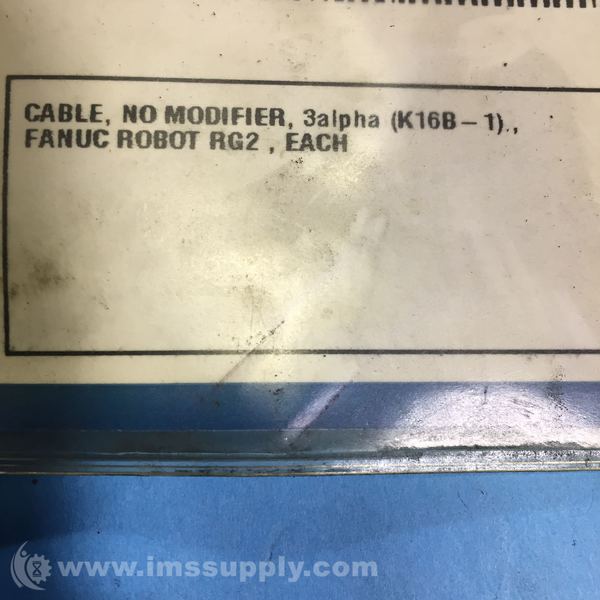 CABLE, NO MODIFIER, 3alpha (K16B-1).,
FANUC ROBOT RG2 , EACH
www.imssupply.com